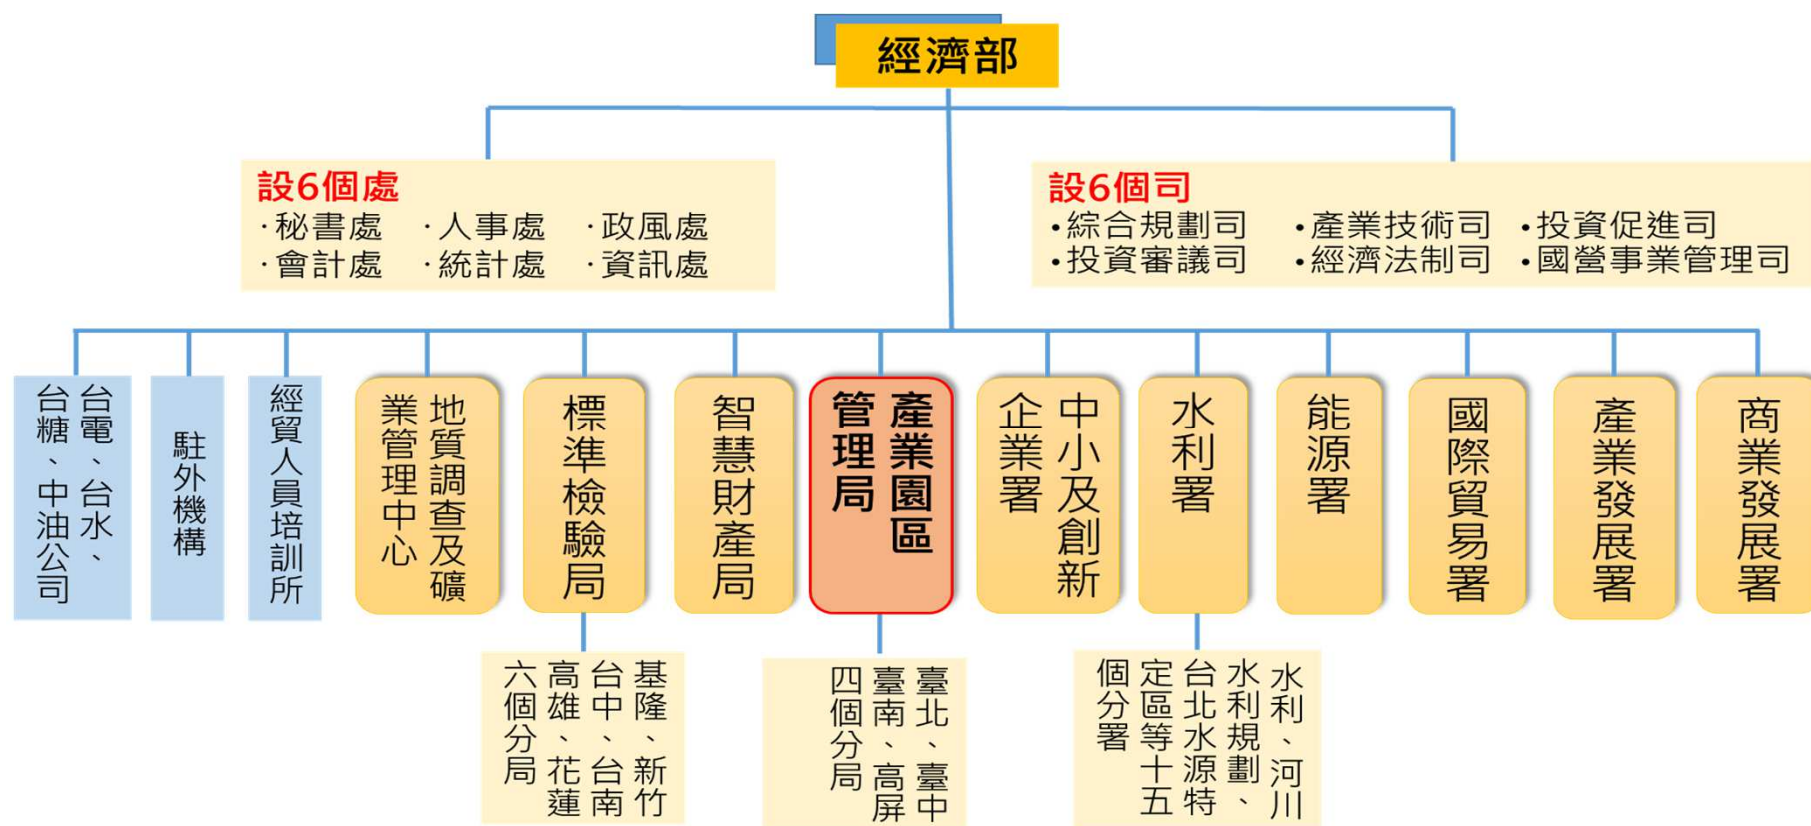 經濟部
設6個處
·秘書處 ·人事處 ·政風處
·會計處 ·統計處 ·資訊處
設6個司
•綜合規劃司 •產業技術司 •投資促進司
•投資審議司 •經濟法制司 •國營事業管理司
台電、台水、
台糖、中油公司
駐外機構
經貿人員培訓所
地質調查及礦
業管理中心
標準檢驗局
智慧財產局
產業園區
管理局
中小及創新
企業署
水利署
能源署
國際貿易署
產業發展署
商業發展署
基隆、新竹
台中、台南
高雄、花蓮
六個分局
臺北、臺中
臺南、高屏
四個分局
水利、河川
水利規劃、
台北水源特
定區等十五
個分署